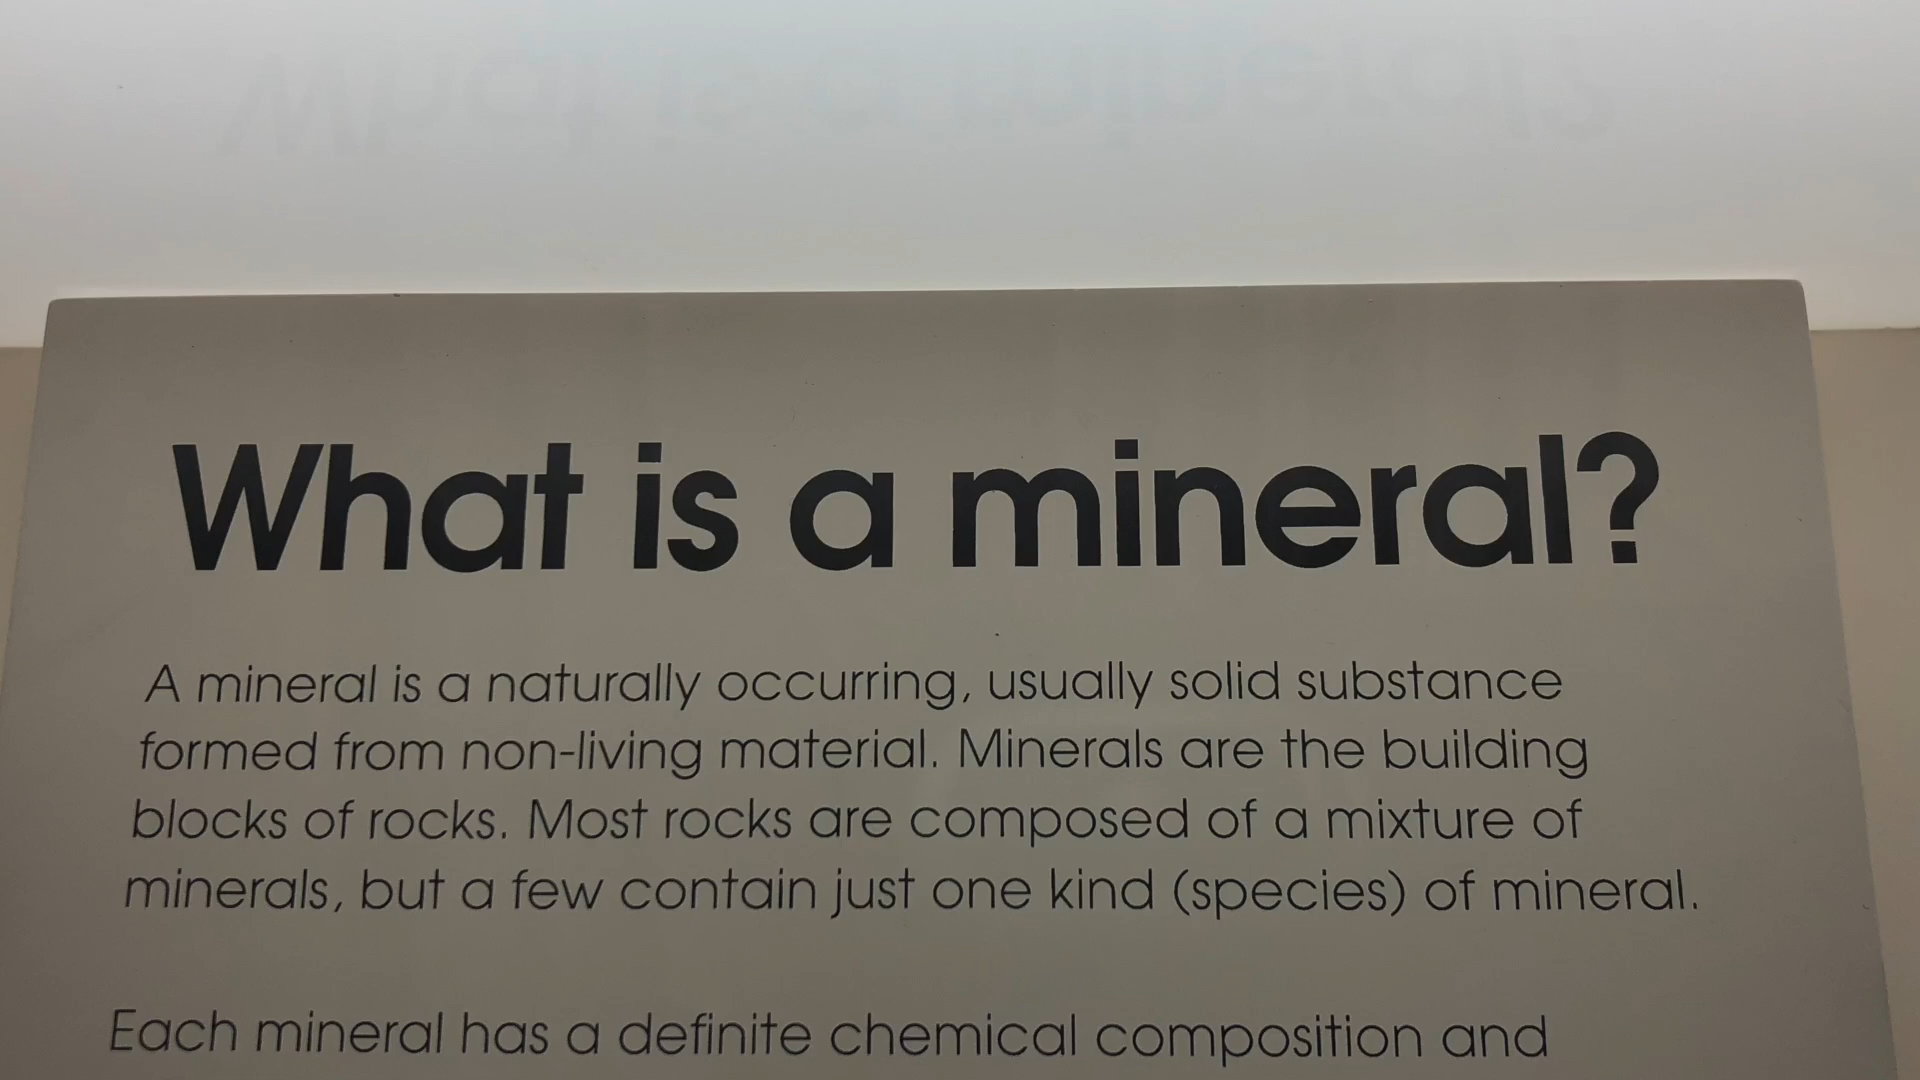 What is a mineral?
A mineral is a naturally occurring, usually solid substance
formed from non-living material. Minerals are the building
blocks of rocks. Most rocks are composed of a mixture of
minerals, but a few contain just one kind (species) of mineral.
Each mineral has a definite chemical composition and